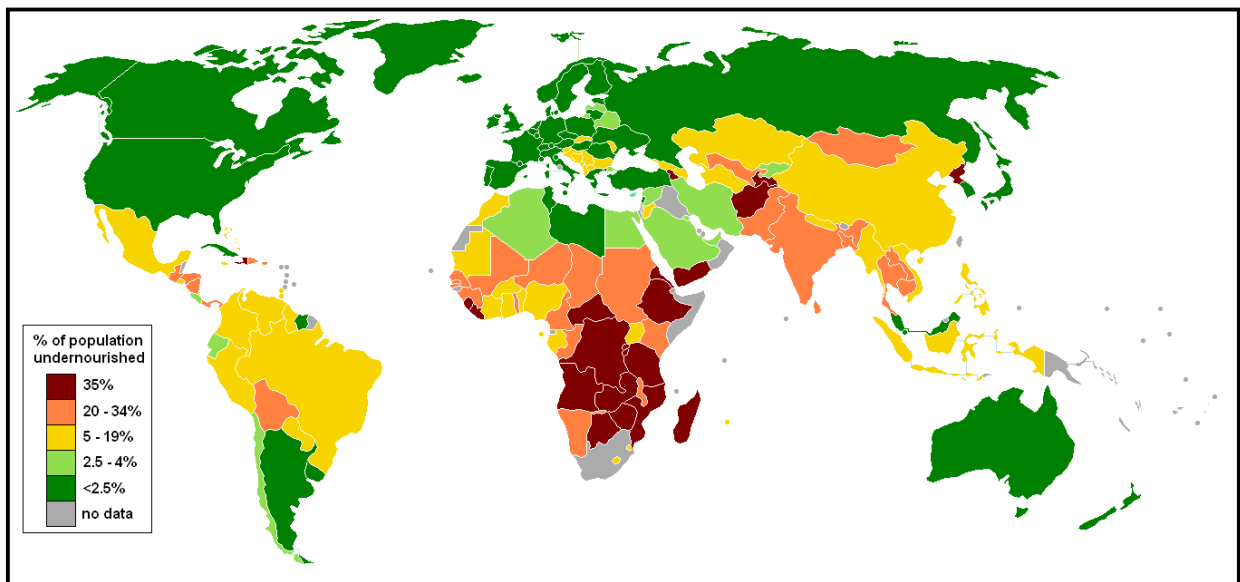 % of population
undernourished
35%
20 - 34%
5 - 19%
2.5 - 4%
<2.5%
no data